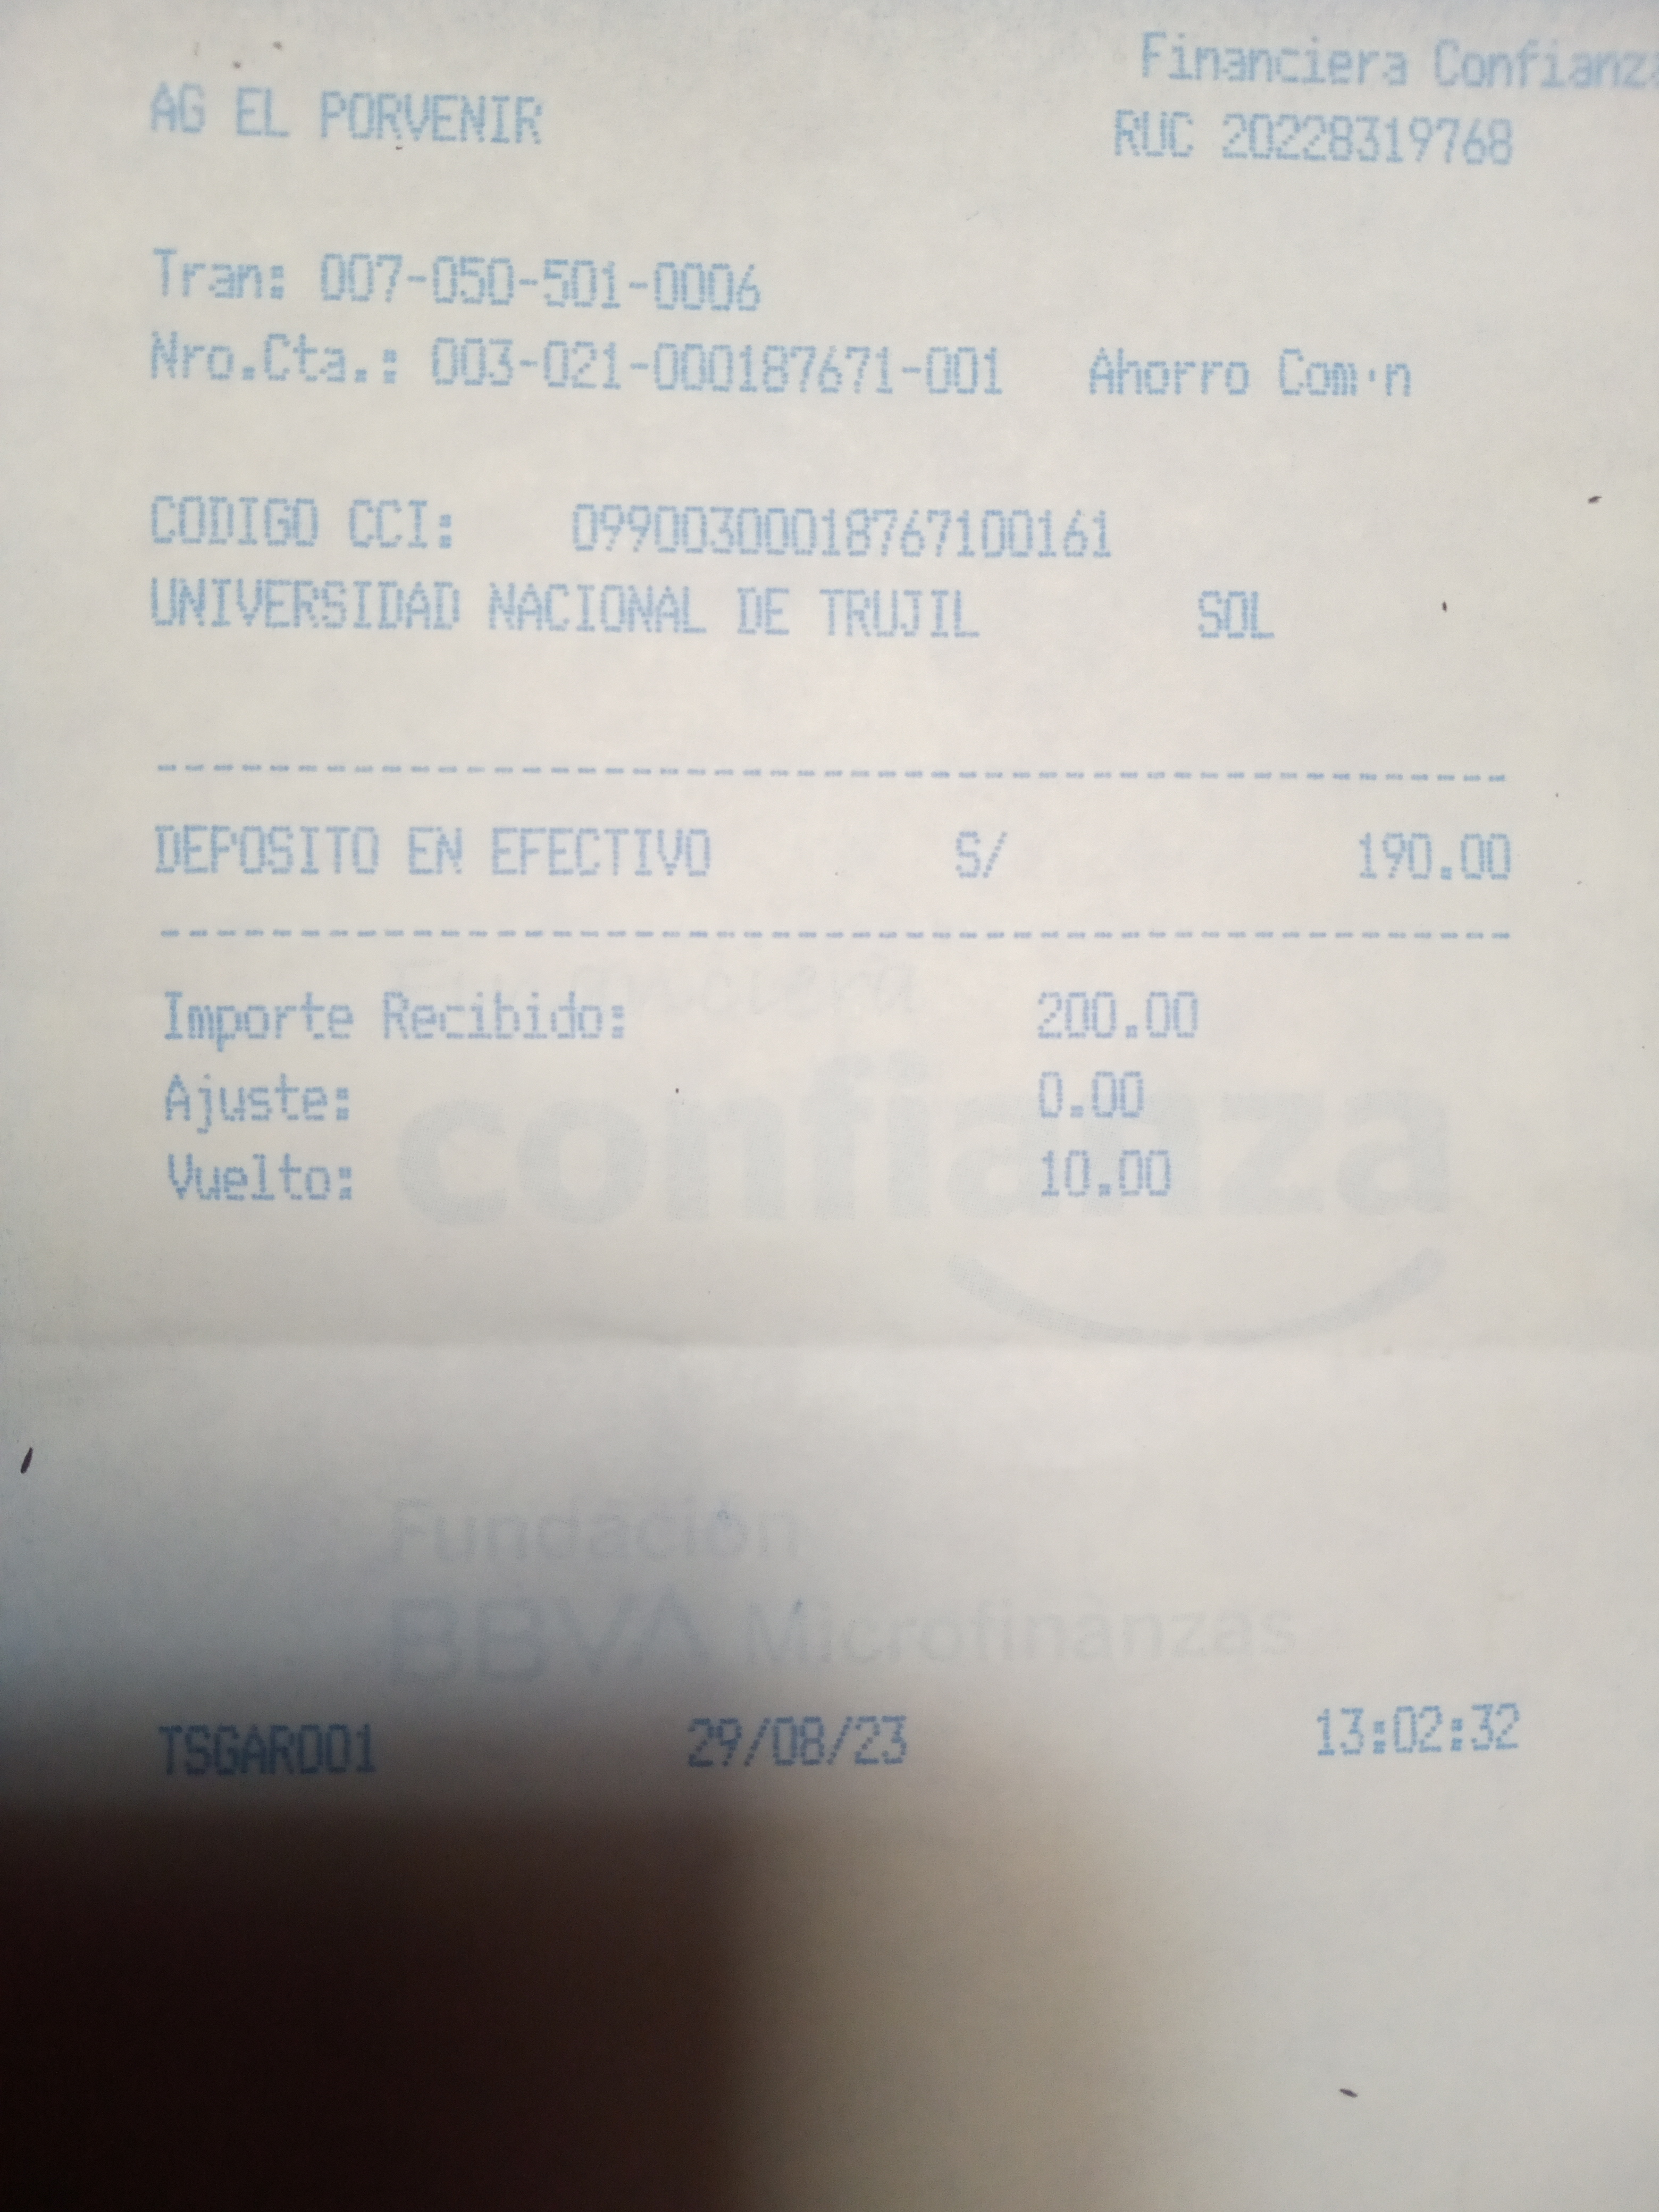 Financiera Confianza
AG EL PORVENIR RUC 20228319768
Tran: 007-050-501-0006
Nro.Cta.: 003-021-000187671-001 Ahorro Com·n
CODIGO CCI: 09900300018767100161
UNIVERSIDAD NACIONAL DE TRUJIL SOL
DEPOSITO EN EFECTIVO S/ 190.00
Financiera
Importe Recibido: 200.00
Ajuste: 0.00
confianza
Vuelto: 10.00
Fundación
BBVA Microfinanzas
TSGAR001 29/08/23 13:02:32